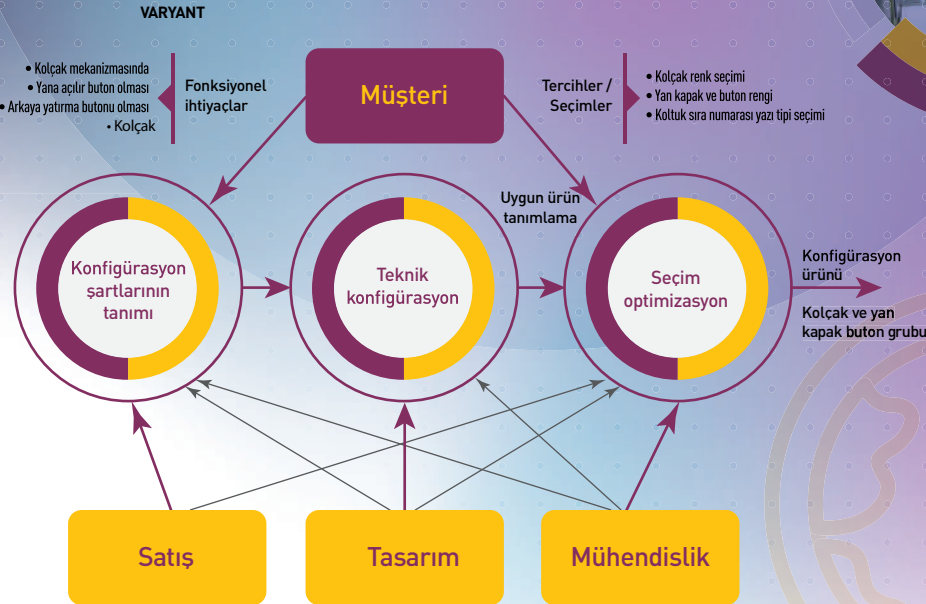 VARYANT
• Kolçak mekanizmasında
• Yana açılır buton olması
• Arkaya yatırma butonu olması
• Kolçak
Fonksiyonel
ihtiyaçlar
Müşteri
Tercihler /
Seçimler
• Kolçak renk seçimi
• Yan kapak ve buton rengi
• Koltuk sıra numarası yazı tipi seçimi
Konfigürasyon
şartlarının
tanımı
Teknik
konfigürasyon
Uygun ürün
tanımlama
Seçim
optimizasyon
Konfigürasyon
ürünü
Kolçak ve yan
kapak buton grubu
Satış
Tasarım
Mühendislik